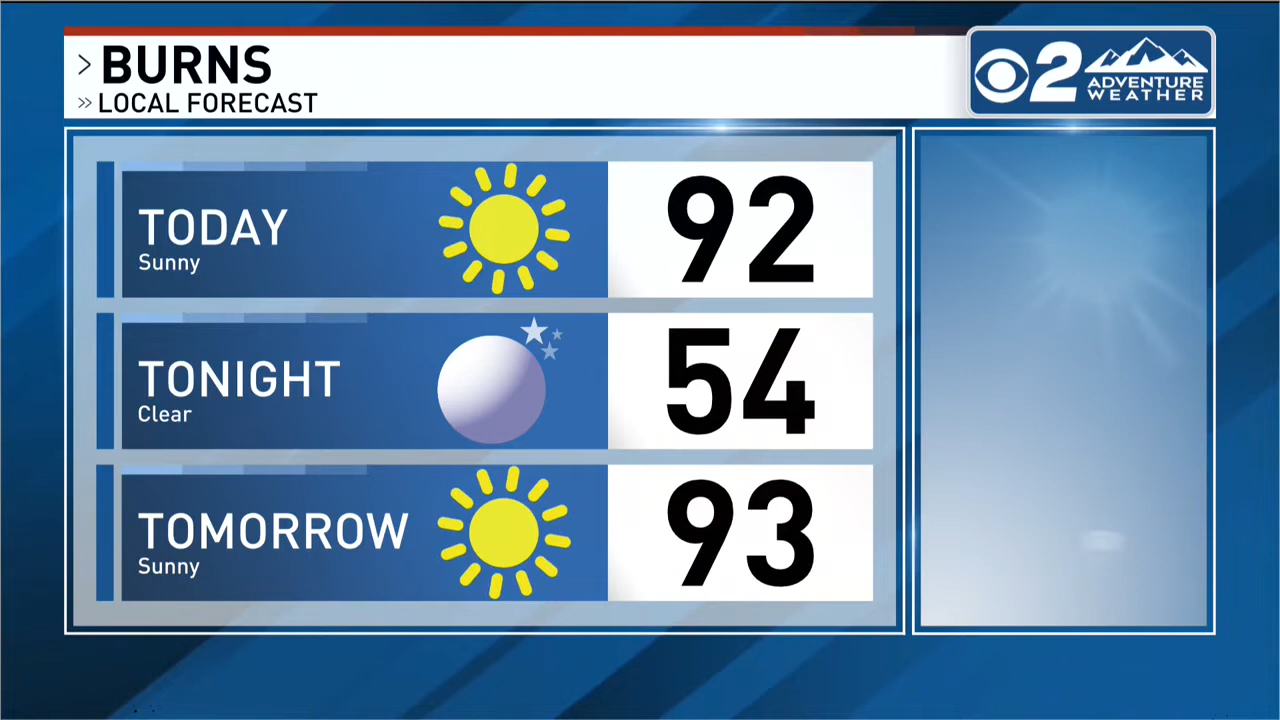 > BURNS
» LOCAL FORECAST
2 ADVENTURE
WEATHER
TODAY
Sunny
92
TONIGHT
Clear
54
TOMORROW
Sunny
93